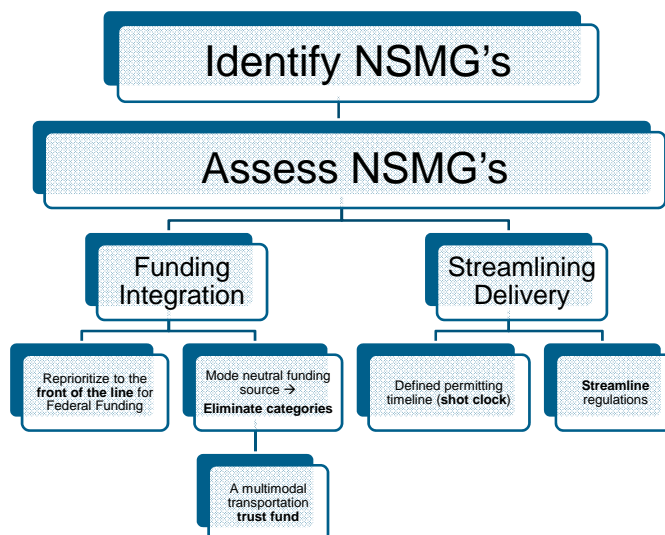 Identify NSMG's
Assess NSMG's
Funding
Integration
Streamlining
Delivery
Reprioritize to the
front of the line for
Federal Funding
Mode neutral funding
source →
Eliminate categories
Defined permitting
timeline (shot clock)
Streamline
regulations
A multimodal
transportation
trust fund